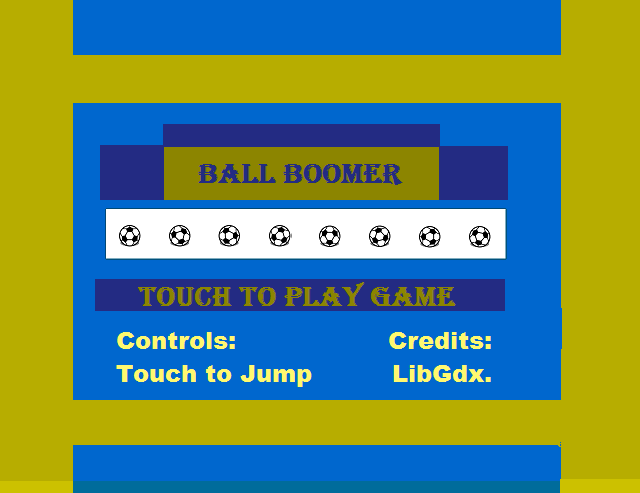 BALL BOOMER
TOUCH TO PLAY GAME
Controls: Credits:
Touch to Jump LibGdx.